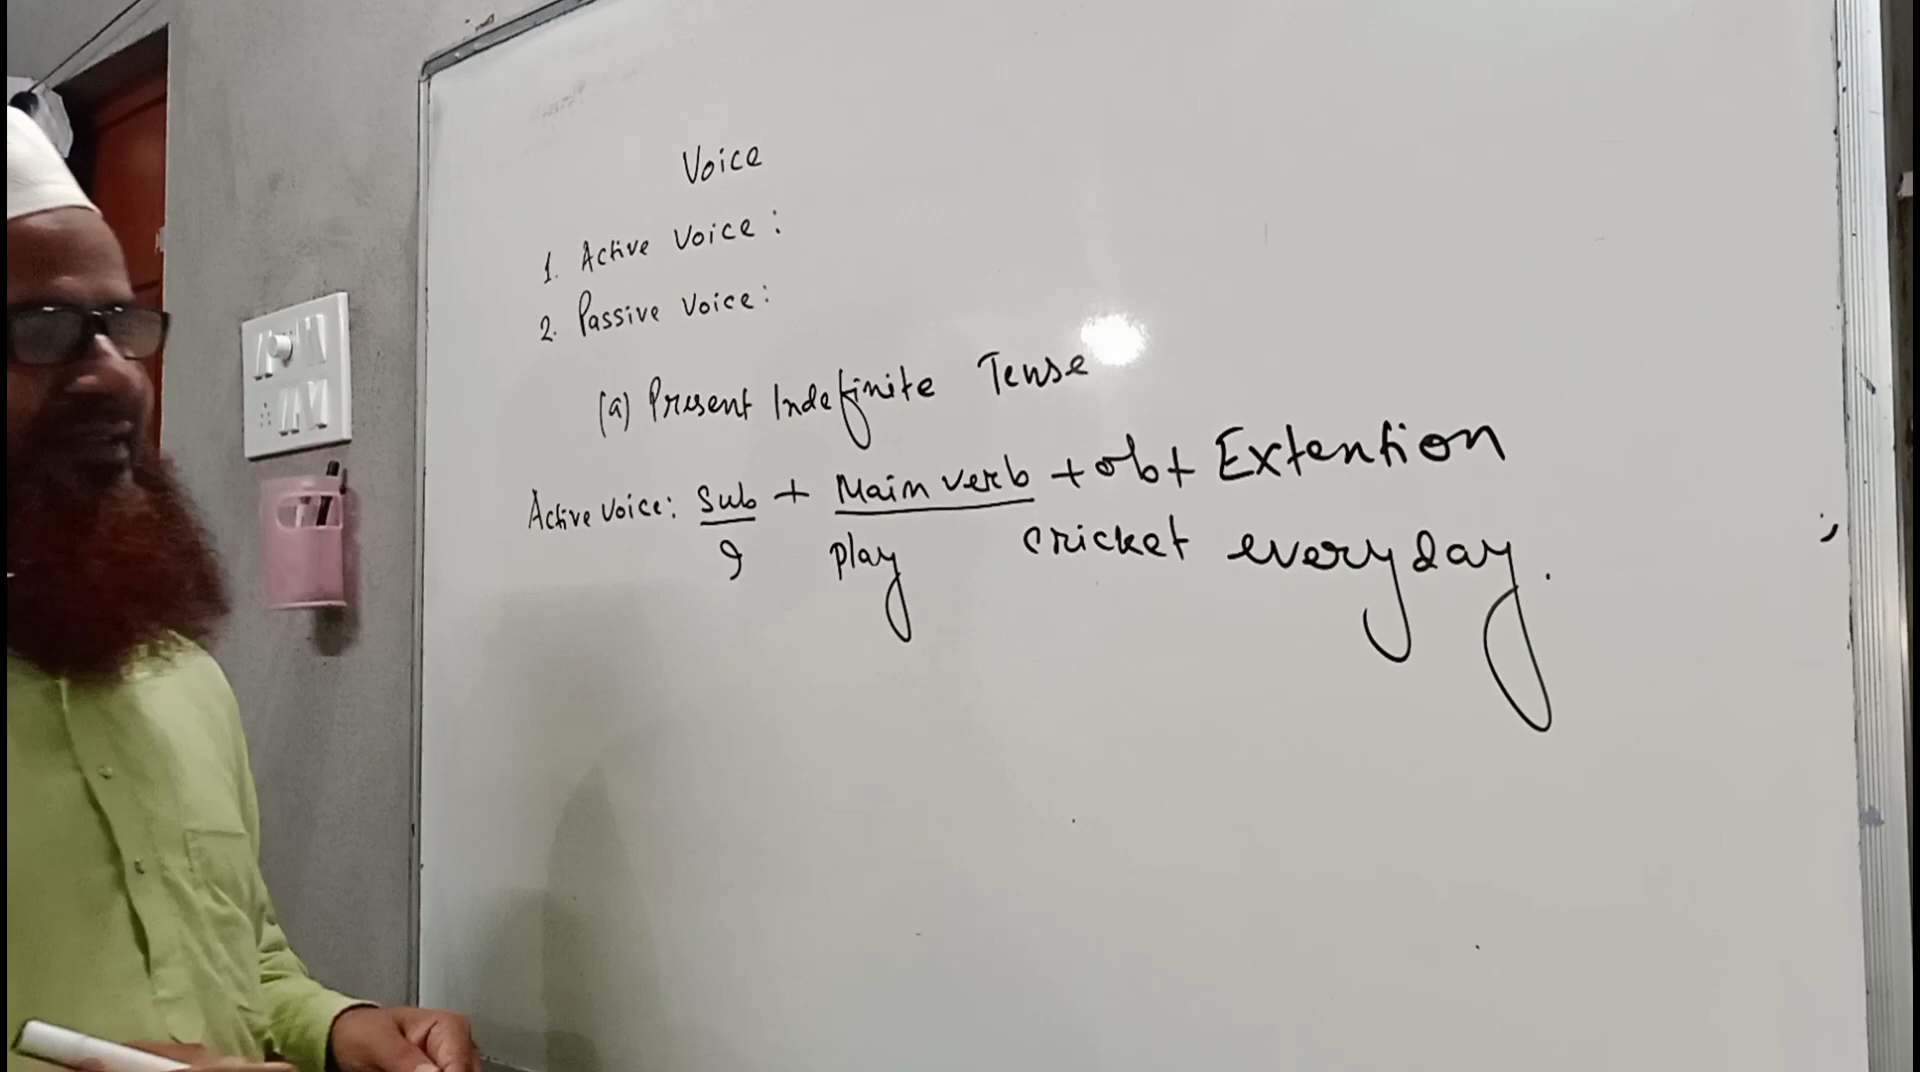 Voice
1. Active Voice:
2. Passive Voice:
(a) Present Indefinite Tense
Active Voice: Sub + Main verb + ob + Extention
I play cricket everyday.